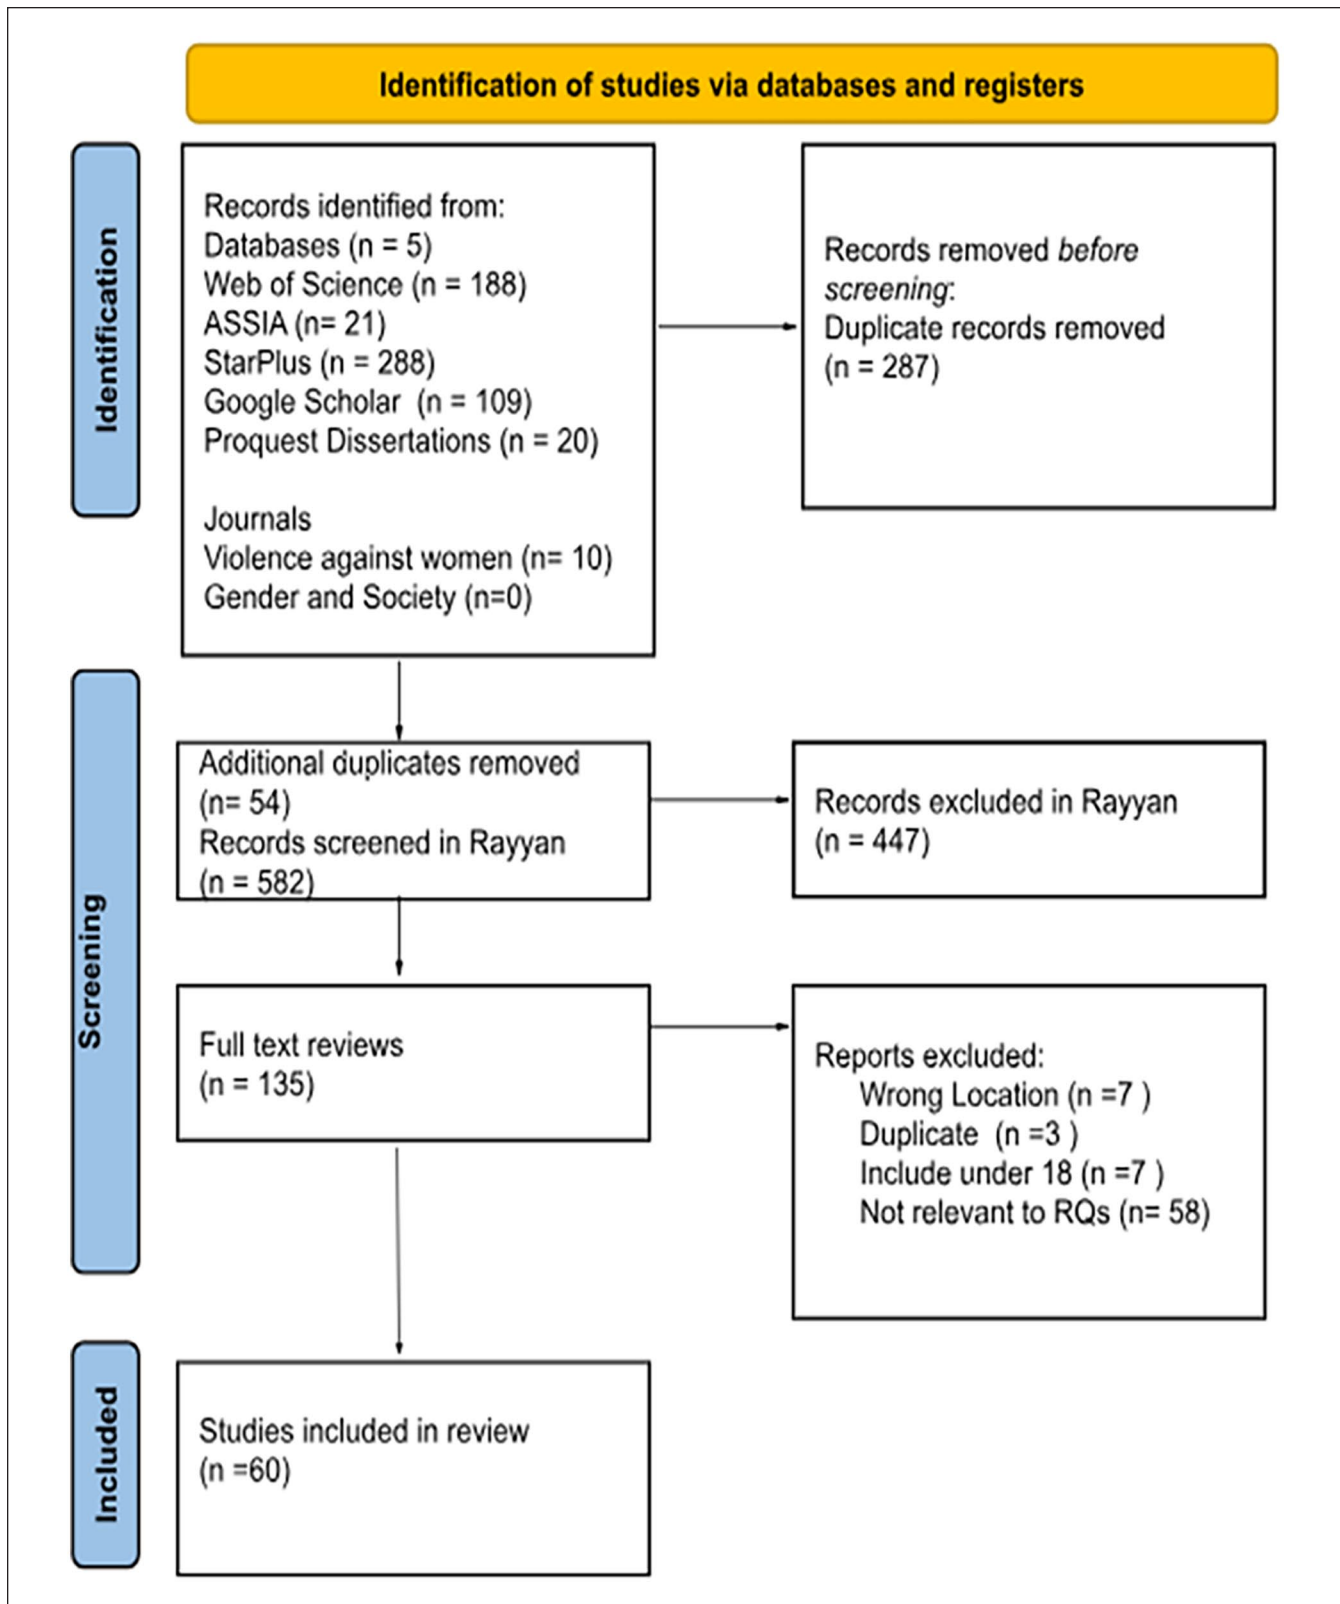 Identification of studies via databases and registers
Identification
Records identified from:
Databases (n = 5)
Web of Science (n = 188)
ASSIA (n= 21)
StarPlus (n = 288)
Google Scholar (n = 109)
Proquest Dissertations (n = 20)
Journals
Violence against women (n= 10)
Gender and Society (n=0)
Records removed before
screening:
Duplicate records removed
(n = 287)
Screening
Additional duplicates removed
(n= 54)
Records screened in Rayyan
(n = 582)
Records excluded in Rayyan
(n = 447)
Full text reviews
(n = 135)
Reports excluded:
Wrong Location (n =7 )
Duplicate (n =3 )
Include under 18 (n =7 )
Not relevant to RQs (n= 58)
Included
Studies included in review
(n =60)